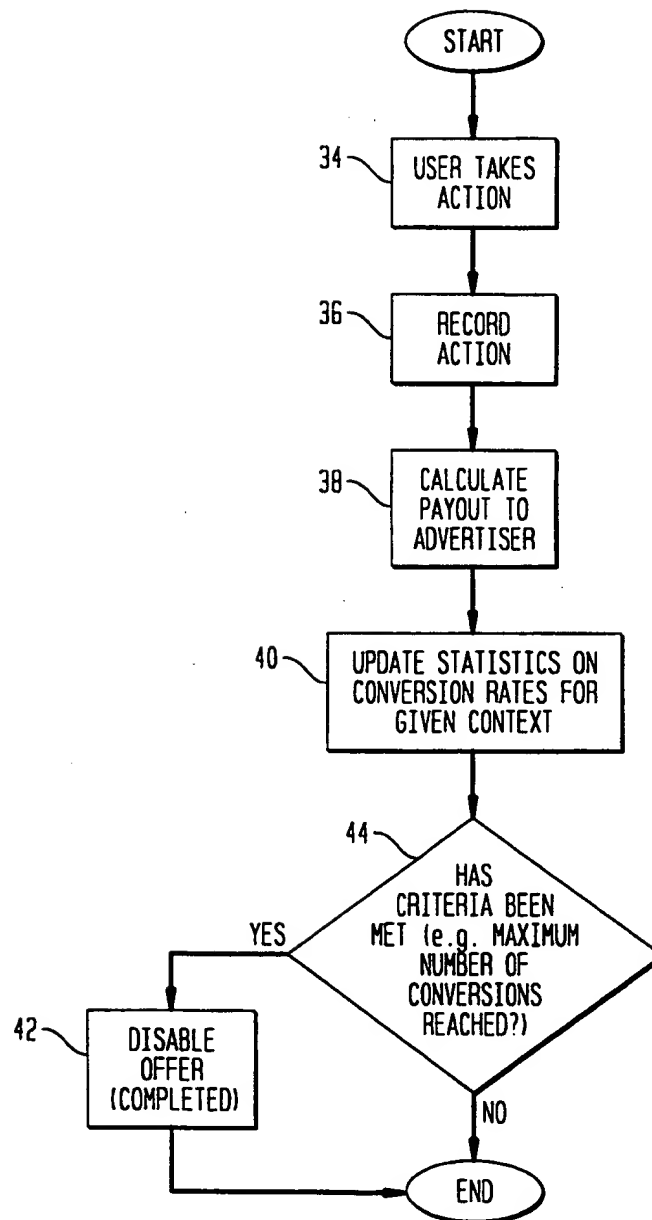 START
34
USER TAKES
ACTION
36
RECORD
ACTION
38
CALCULATE
PAYOUT TO
ADVERTISER
40
UPDATE STATISTICS ON
CONVERSION RATES FOR
GIVEN CONTEXT
44
HAS
CRITERIA BEEN
MET (e.g. MAXIMUM
NUMBER OF
CONVERSIONS
REACHED?)
YES
42
DISABLE
OFFER
(COMPLETED)
NO
END